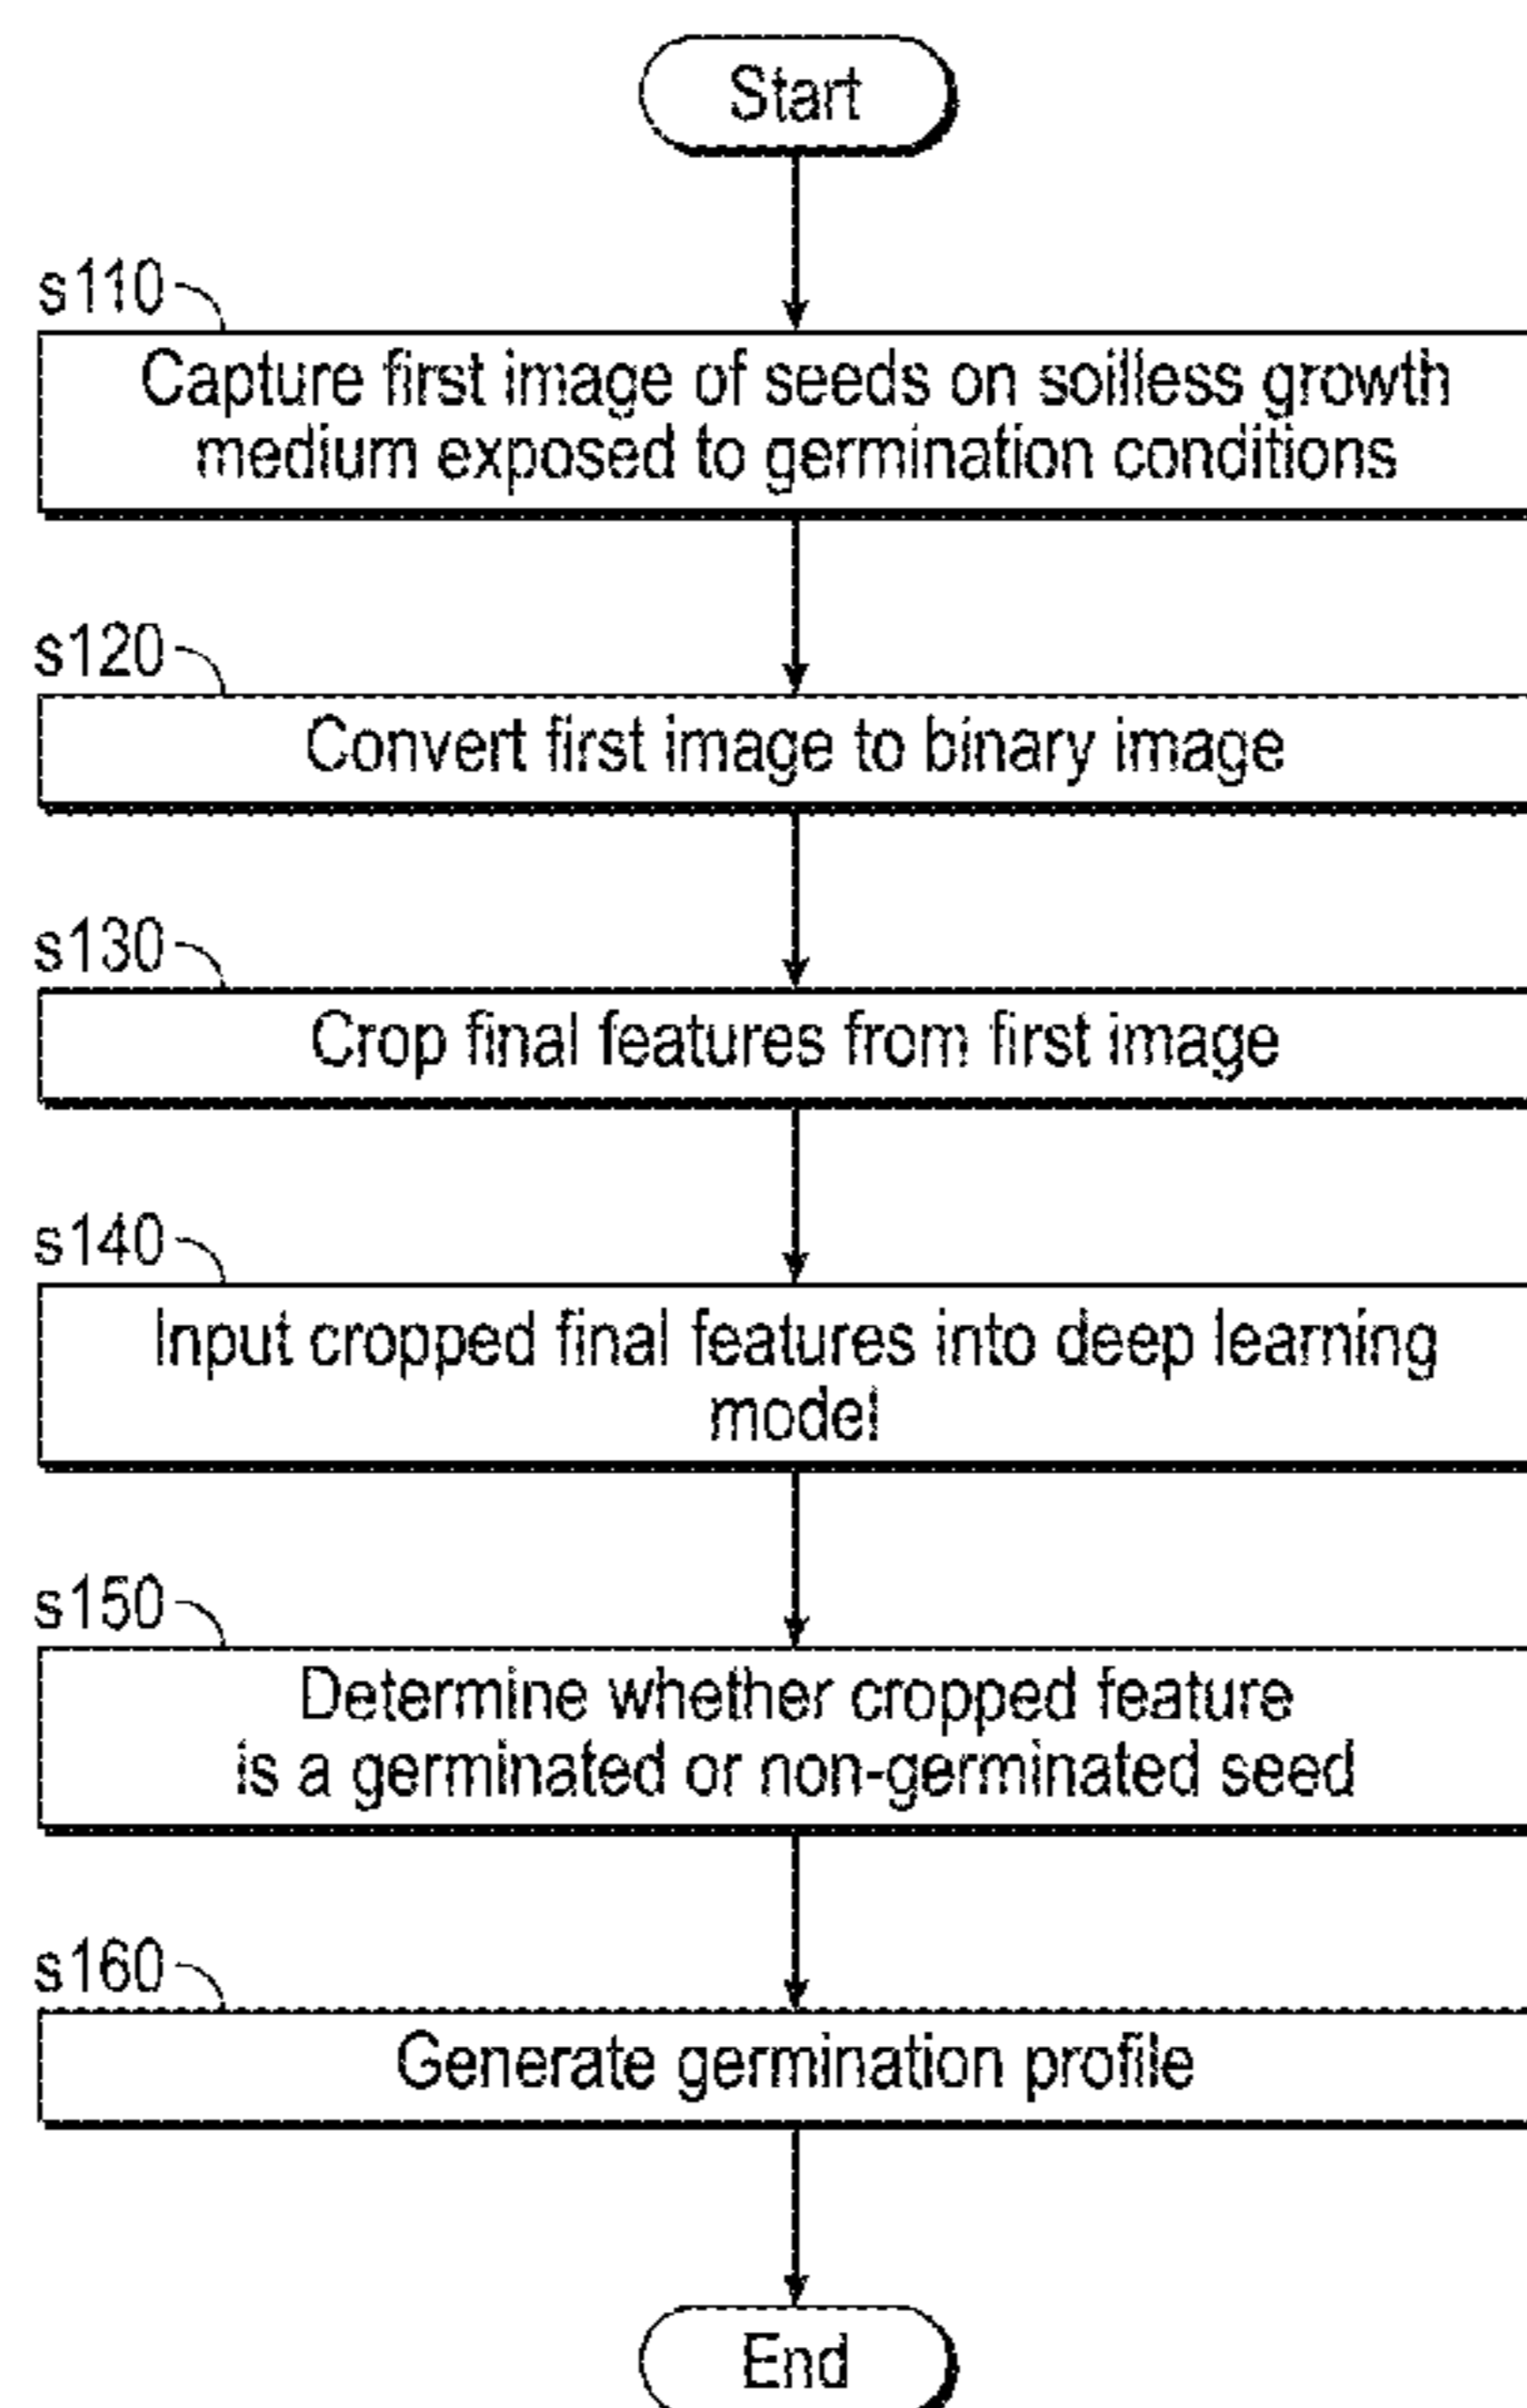 Start
s110
Capture first image of seeds on soilless growth
medium exposed to germination conditions
s120
Convert first image to binary image
s130
Crop final features from first image
s140
Input cropped final features into deep learning
model
s150
Determine whether cropped feature
is a germinated or non-germinated seed
s160
Generate germination profile
End